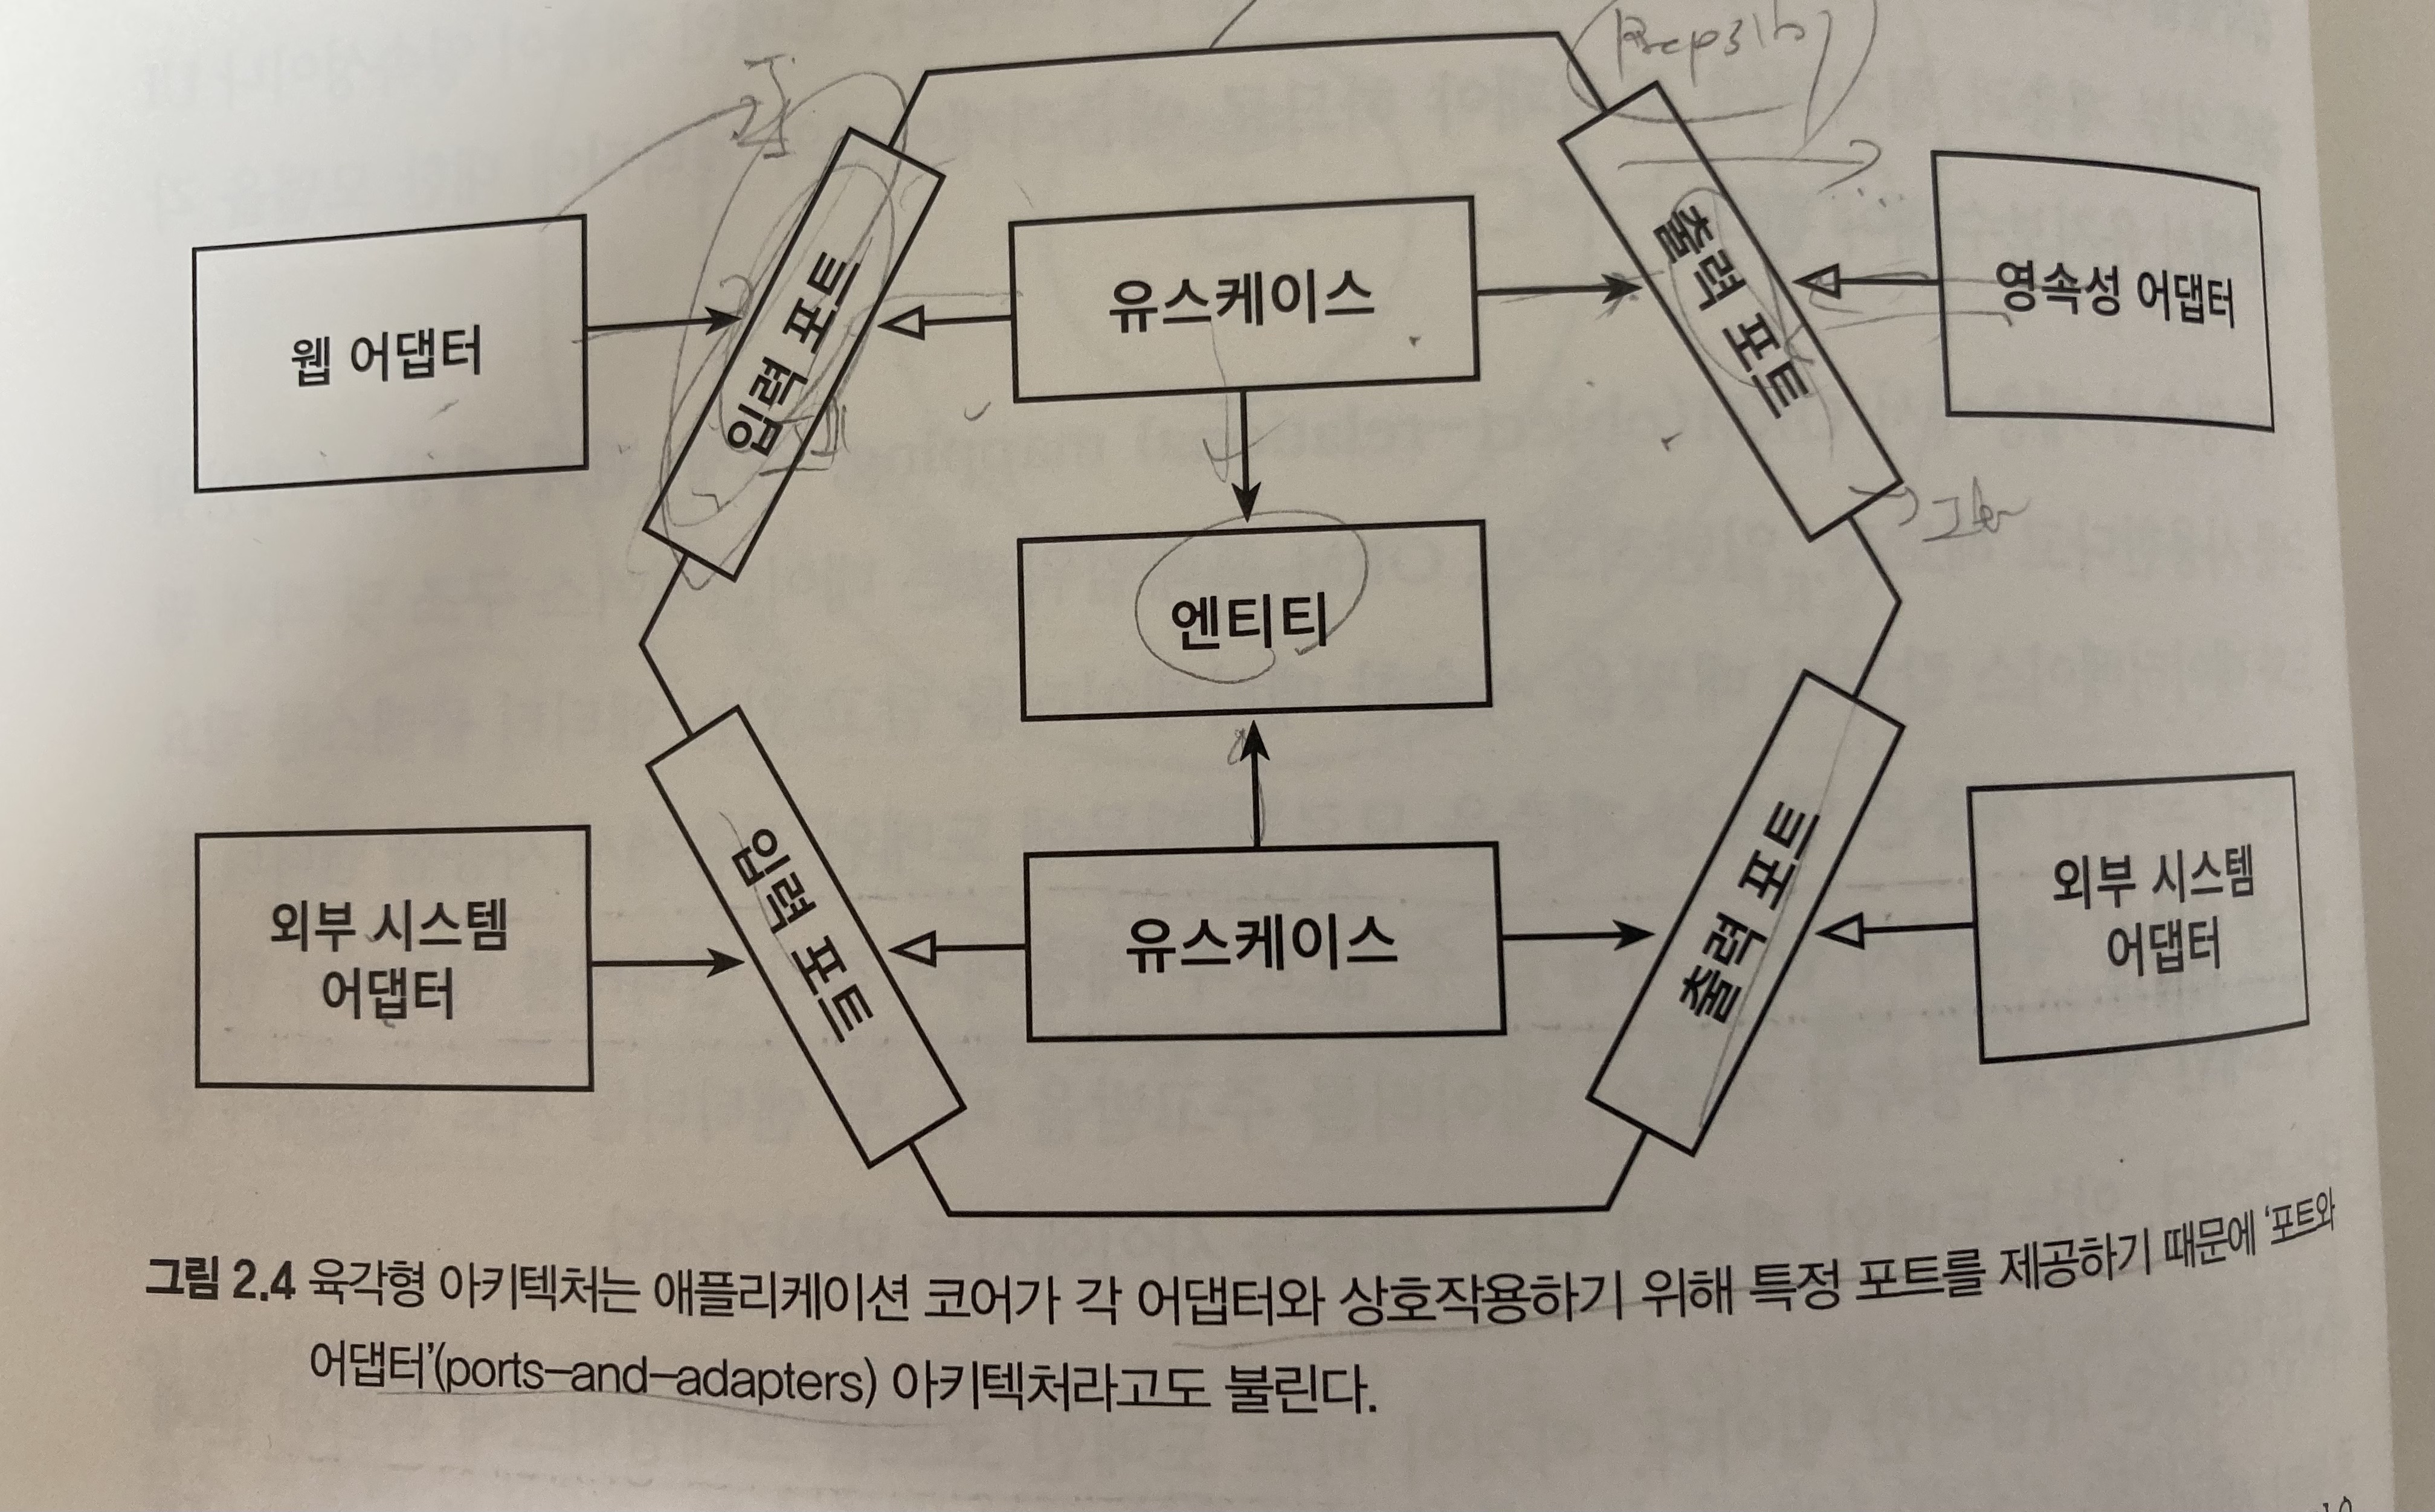 웹 어댑터
입력 포트
유스케이스
출력 포트
영속성 어댑터
엔티티
외부 시스템
어댑터
입력 포트
유스케이스
출력 포트
외부 시스템
어댑터
그림 2.4 육각형 아키텍처는 애플리케이션 코어가 각 어댑터와 상호작용하기 위해 특정 포트를 제공하기 때문에 ‘포트와
어댑터’(ports–and–adapters) 아키텍처라고도 불린다.